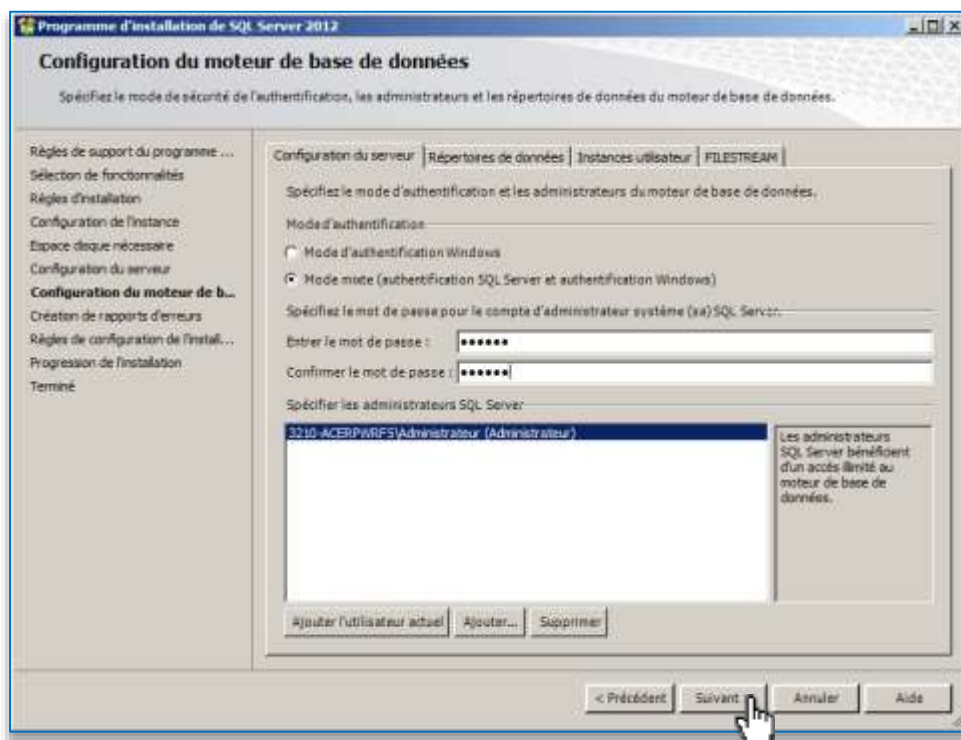 Programme d'installation de SQL Server 2012
Configuration du moteur de base de données
Spécifiez le mode de sécurité de l'authentification, les administrateurs et les répertoires de données du moteur de base de données.
Règles de support du programme ...
Sélection de fonctionnalités
Règles d'installation
Configuration de l'instance
Espace disque nécessaire
Configuration du serveur
Configuration du moteur de b...
Création de rapports d'erreurs
Règles de configuration de l'install...
Progression de l'installation
Terminé
Configuration du serveur
Répertoires de données
Instances utilisateur
FILESTREAM
Spécifiez le mode d'authentification et les administrateurs du moteur de base de données.
Mode d'authentification
Mode d'authentification Windows
Mode mixte (authentification SQL Server et authentification Windows)
Spécifiez le mot de passe pour le compte d'administrateur système (sa) SQL Server.
Entrer le mot de passe : ●●●●●●
Confirmer le mot de passe : ●●●●●●
Spécifier les administrateurs SQL Server
3210-ACERPWRFS\Administrateur (Administrateur)
Les administrateurs
SQL Server bénéficient
d'un accès illimité au
moteur de base de
données.
Ajouter l'utilisateur actuel
Ajouter...
Supprimer
< Précédent
Suivant
Annuler
Aide